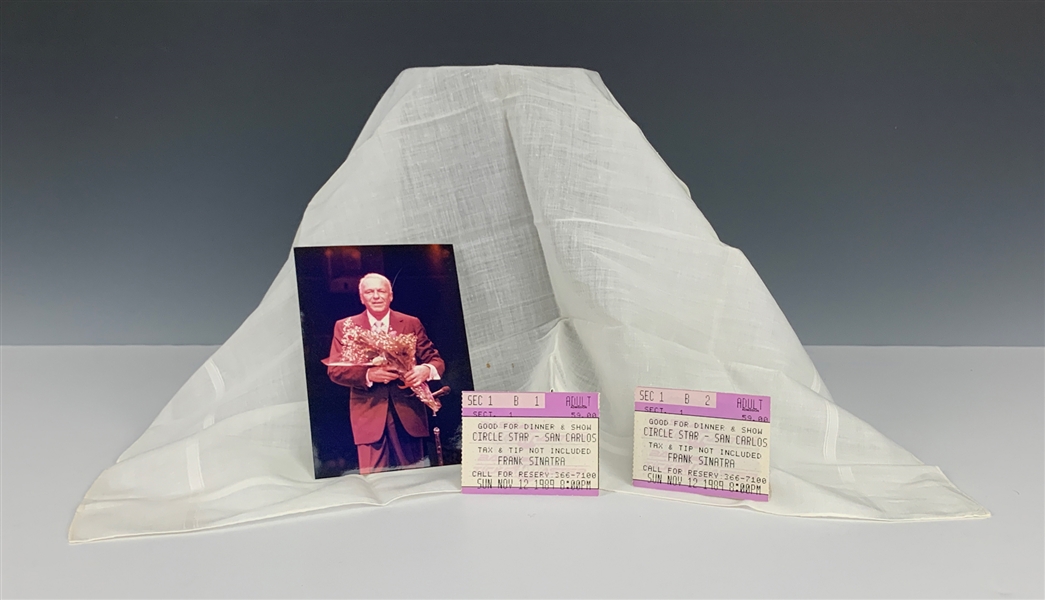 SEC 1 B 1 ADULT
SECT. 1 59.00
GOOD FOR DINNER & SHOW
CIRCLE STAR - SAN CARLOS
TAX & TIP NOT INCLUDED
FRANK SINATRA
CALL FOR RESERV 366-7100
SUN NOV 12 1989 8:00PM
SEC 1 B 2 ADULT
SECT. 1 59.00
GOOD FOR DINNER & SHOW
CIRCLE STAR - SAN CARLOS
TAX & TIP NOT INCLUDED
FRANK SINATRA
CALL FOR RESERV 366-7100
SUN NOV 12 1989 8:00PM